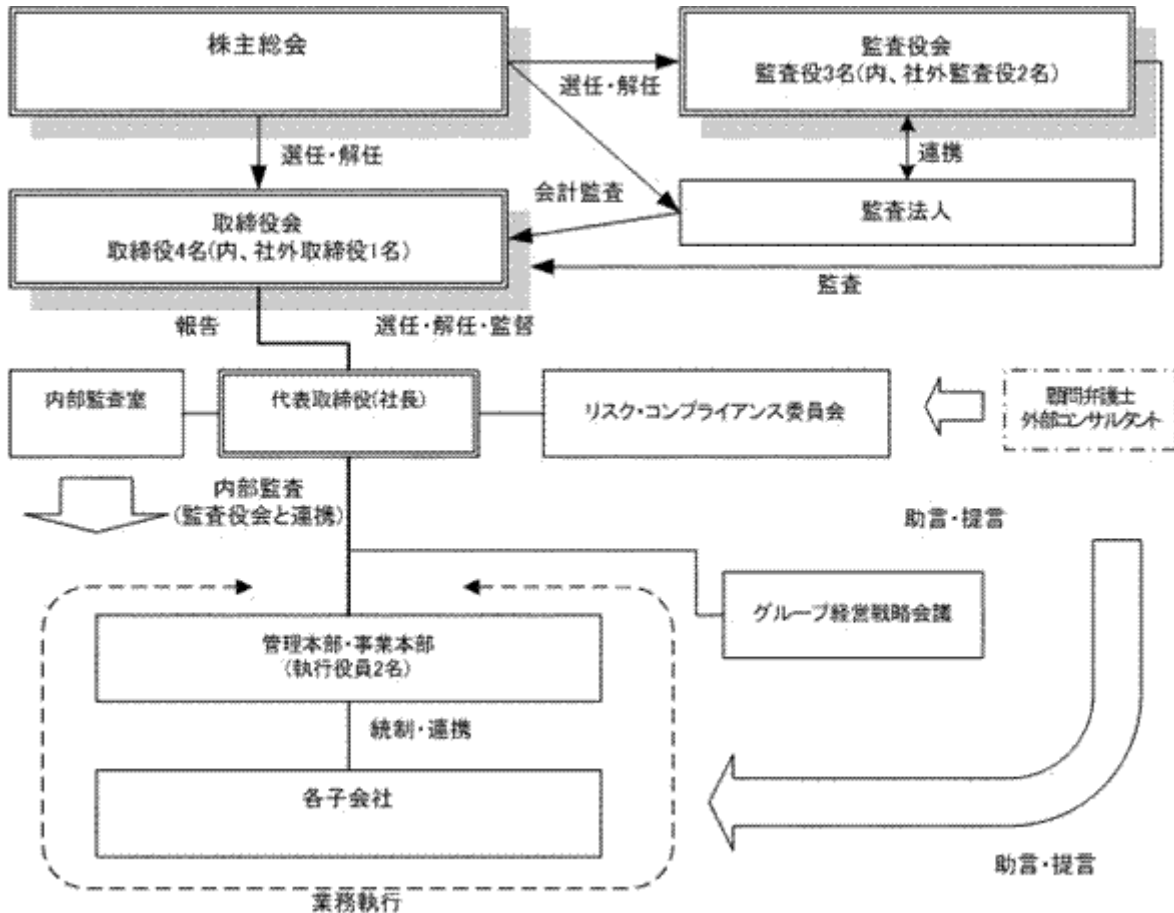 株主総会
監査役会
監査役3名(内、社外監査役2名)
選任・解任
選任・解任
連携
会計監査
監査法人
取締役会
取締役4名(内、社外取締役1名)
監査
報告
選任・解任・監督
内部監査室
代表取締役(社長)
リスク・コンプライアンス委員会
顧問弁護士
外部コンサルタント
内部監査
(監査役会と連携)
助言・提言
グループ経営戦略会議
管理本部・事業本部
(執行役員2名)
統制・連携
各子会社
助言・提言
業務執行